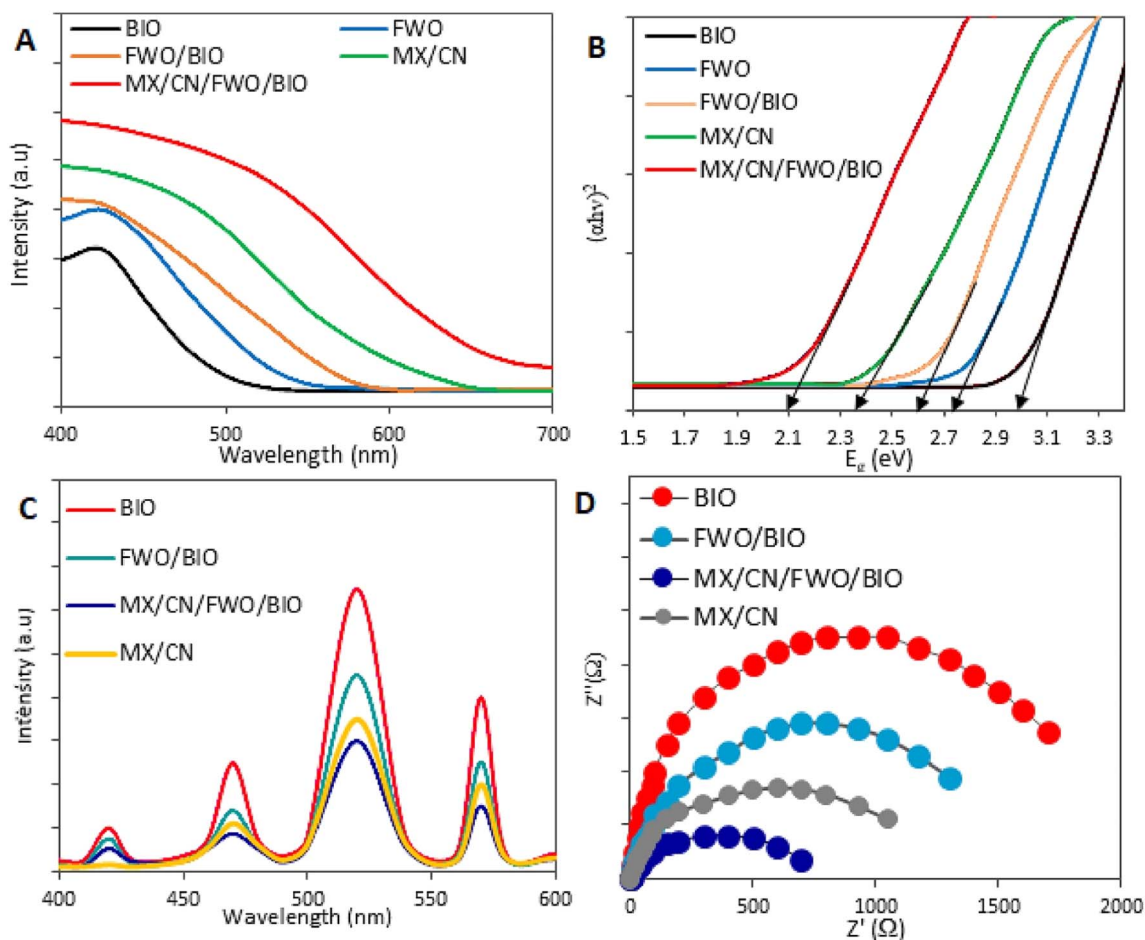 A
BIO
FWO
FWO/BIO
MX/CN
MX/CN/FWO/BIO
Intensity (a.u)
400
500
600
700
Wavelength (nm)
B
BIO
FWO
FWO/BIO
MX/CN
MX/CN/FWO/BIO
(αhν)²
1.5
1.7
1.9
2.1
2.3
2.5
2.7
2.9
3.1
3.3
Eg (eV)
C
BIO
FWO/BIO
MX/CN/FWO/BIO
MX/CN
Intensity (a.u)
400
450
500
550
600
Wavelength (nm)
D
BIO
FWO/BIO
MX/CN/FWO/BIO
MX/CN
Z"(Ω)
0
500
1000
1500
2000
Z' (Ω)